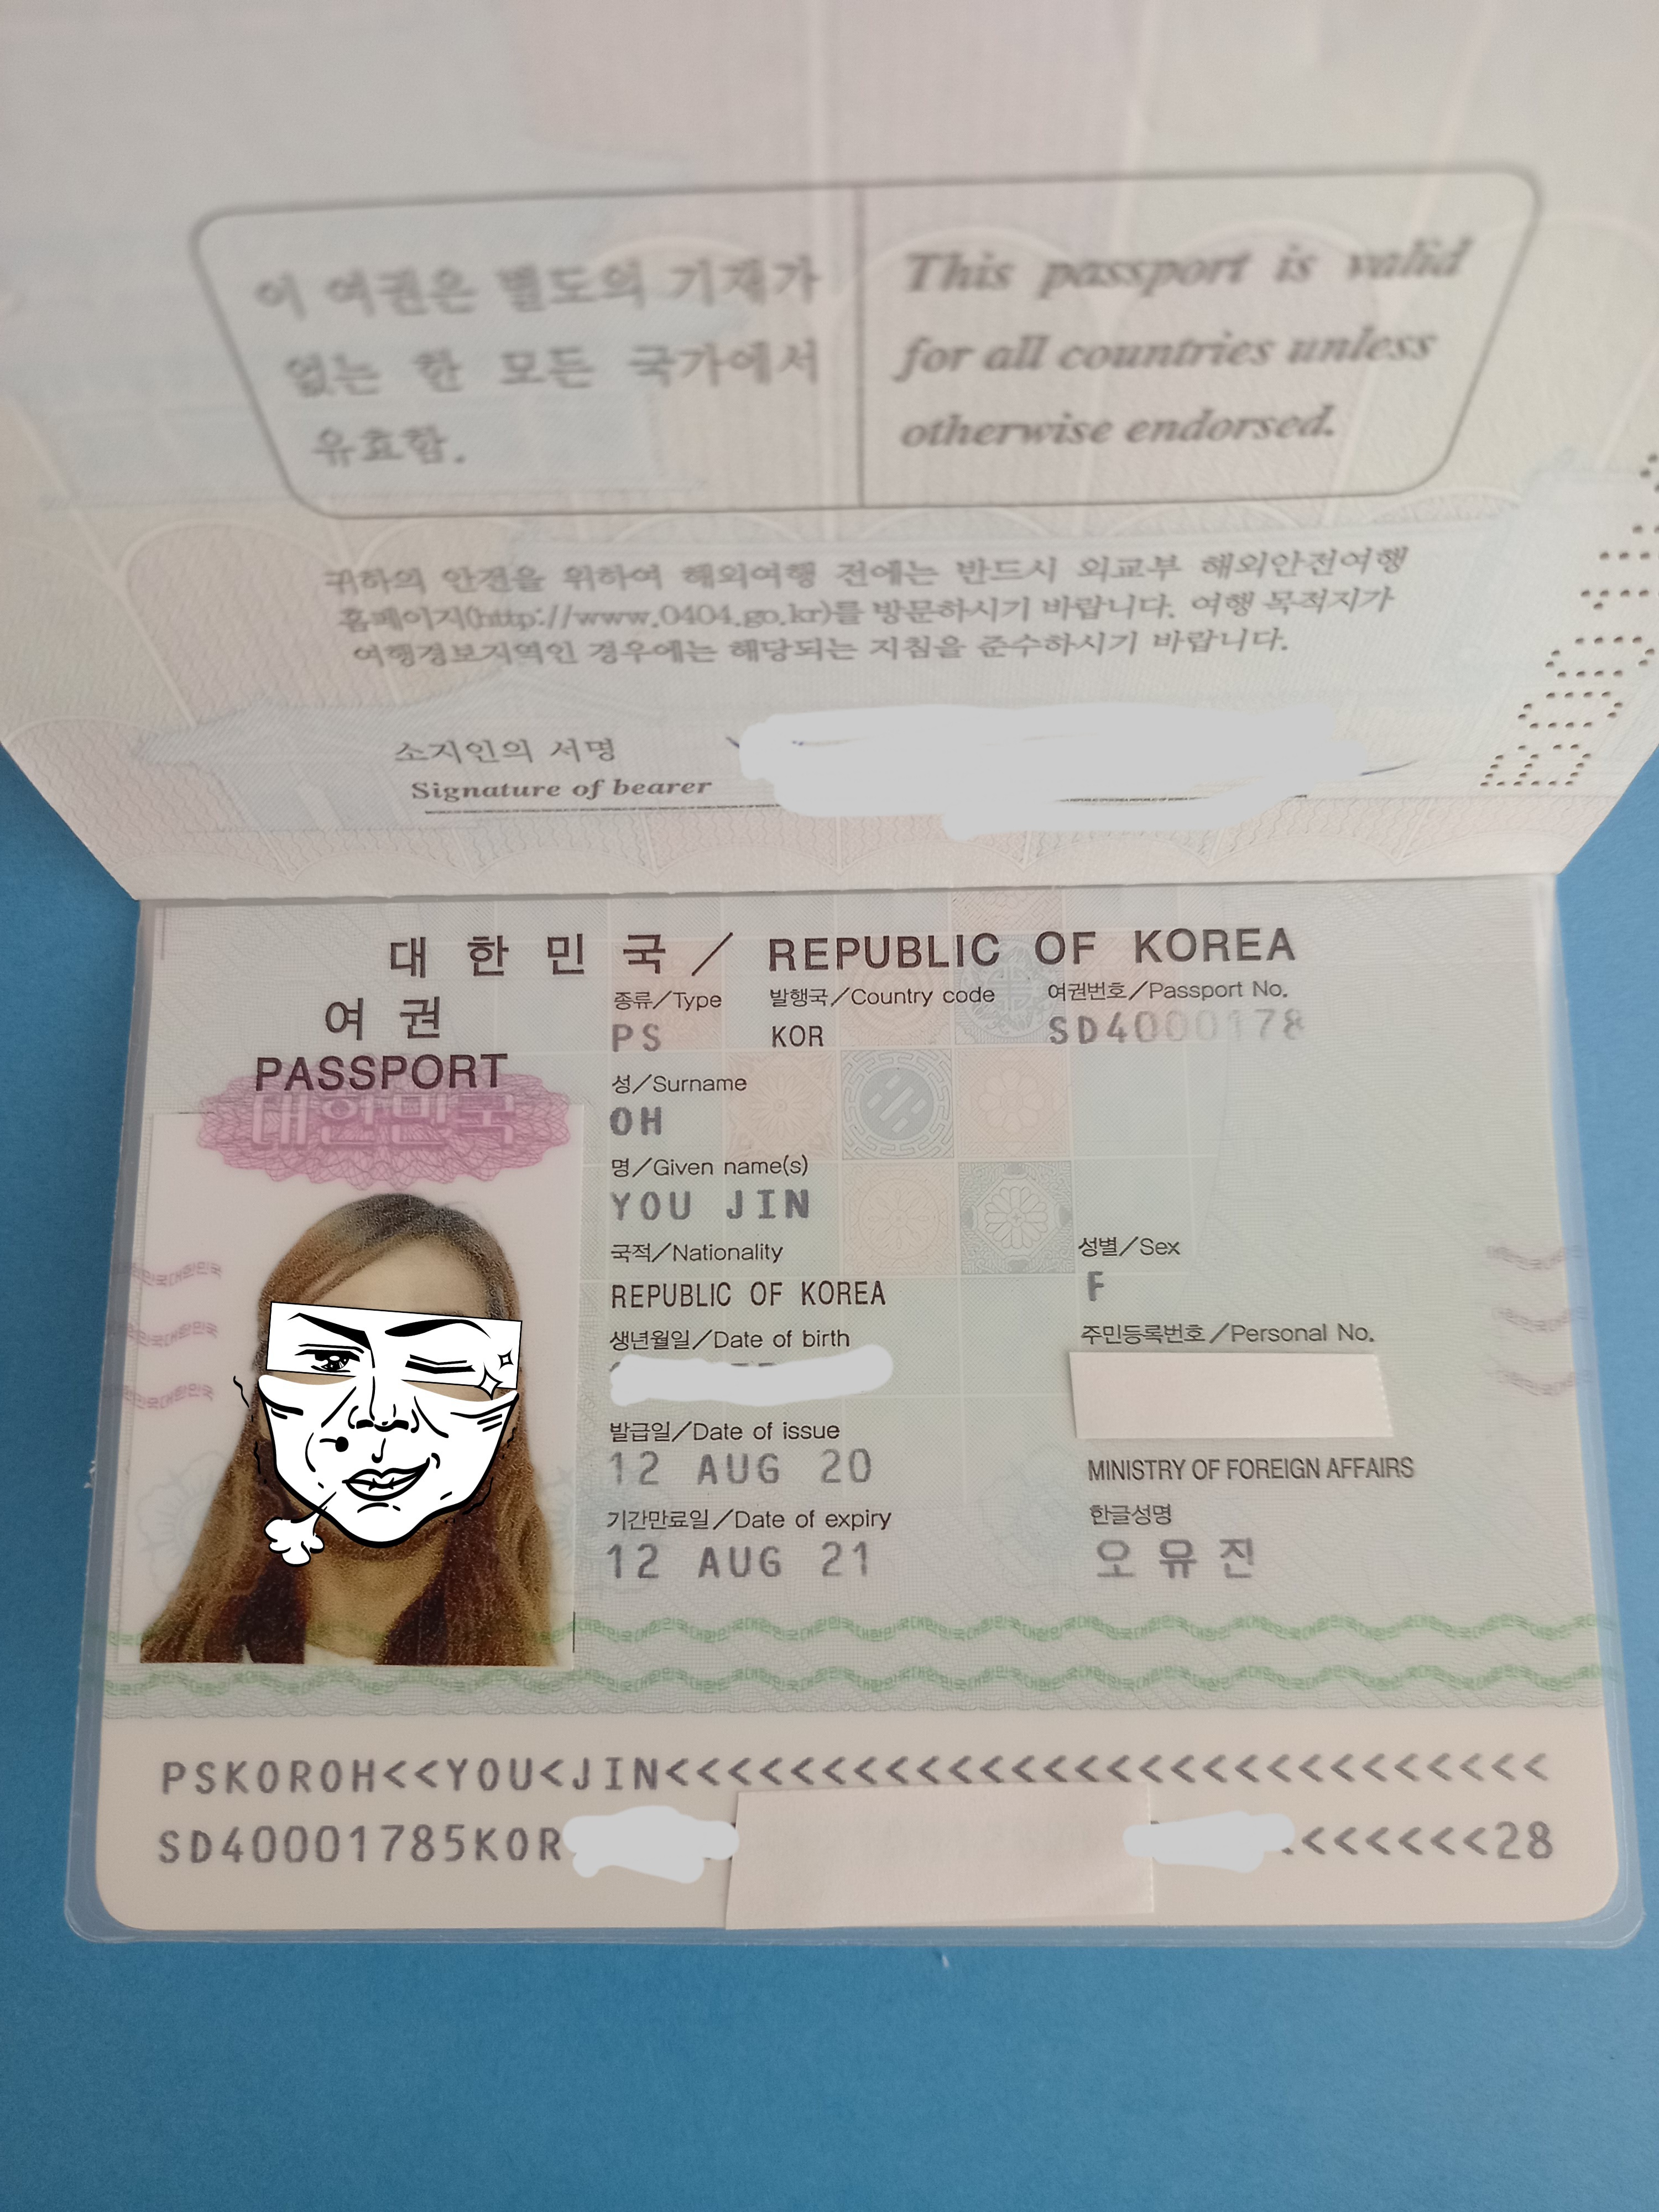 이 여권은 별도의 기재가
없는 한 모든 국가에서
유효함.
This passport is valid
for all countries unless
otherwise endorsed.
귀하의 안전을 위하여 해외여행 전에는 반드시 외교부 해외안전여행
홈페이지(http://www.0404.go.kr)를 방문하시기 바랍니다. 여행 목적지가
여행경보지역인 경우에는 해당되는 지침을 준수하시기 바랍니다.
소지인의 서명
Signature of bearer
대한민국/ REPUBLIC OF KOREA
여권
PASSPORT
대한민국
종류/Type 발행국/Country code 여권번호/Passport No.
PS KOR SD4000178
성/Surname
OH
명/Given name(s)
YOU JIN
국적/Nationality 성별/Sex
REPUBLIC OF KOREA F
생년월일/Date of birth 주민등록번호/Personal No.
발급일/Date of issue
12 AUG 20 MINISTRY OF FOREIGN AFFAIRS
기간만료일/Date of expiry 한글성명
12 AUG 21 오유진
PSKOROH<<YOU<JIN<<<<<<<<<<<<<<<<<<<<<<<<<<<<
SD40001785KOR <<<<<<28